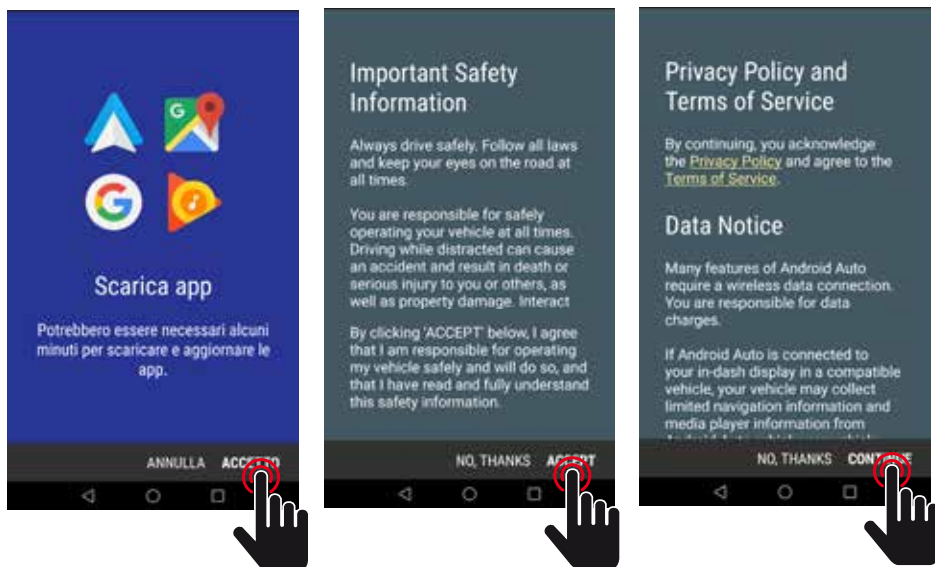 Scarica app
Potrebbero essere necessari alcuni
minuti per scaricare e aggiornare le
app.
ANNULLA ACCETTO
Important Safety
Information
Always drive safely. Follow all laws
and keep your eyes on the road at
all times.
You are responsible for safely
operating your vehicle at all times.
Driving while distracted can cause
an accident and result in death or
serious injury to you or others, as
well as property damage. Interact
By clicking 'ACCEPT' below, I agree
that I am responsible for operating
my vehicle safely and will do so, and
that I have read and fully understand
this safety information.
NO, THANKS ACCEPT
Privacy Policy and
Terms of Service
By continuing, you acknowledge
the Privacy Policy and agree to the
Terms of Service.
Data Notice
Many features of Android Auto
require a wireless data connection.
You are responsible for data
charges.
If Android Auto is connected to
your in-dash display in a compatible
vehicle, your vehicle may collect
limited navigation information and
media player information from
NO, THANKS CONTINUE